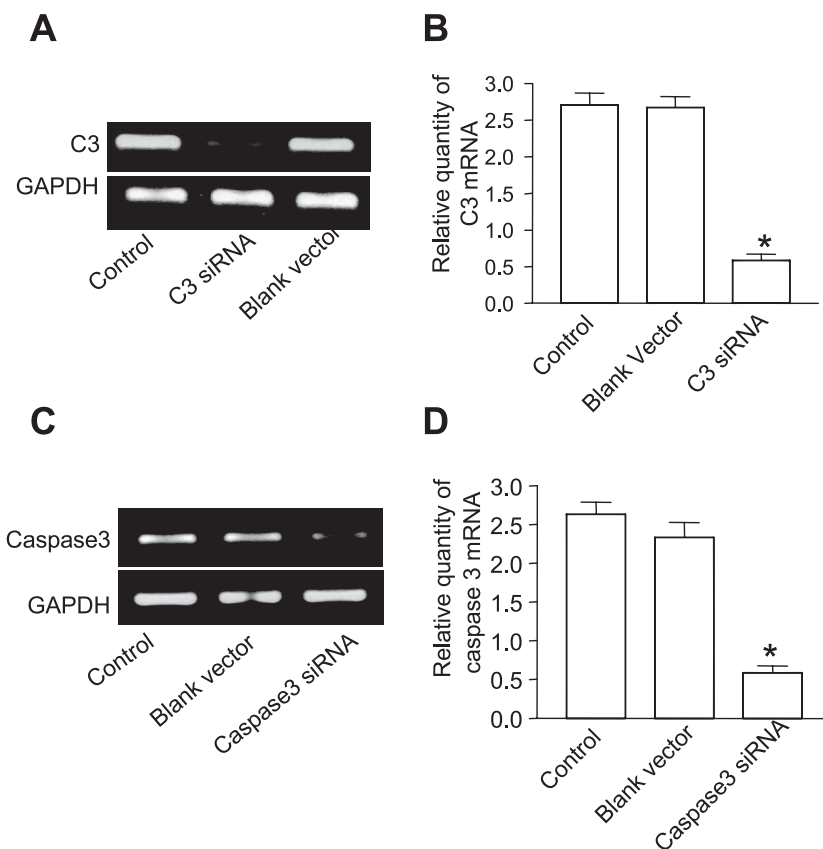 A
C3
GAPDH
Control
C3 siRNA
Blank vector
B
Relative quantity of
C3 mRNA
3.0
2.5
2.0
1.5
1.0
0.5
0.0
*
Control
Blank Vector
C3 siRNA
C
Caspase3
GAPDH
Control
Blank vector
Caspase3 siRNA
D
Relative quantity of
caspase 3 mRNA
3.0
2.5
2.0
1.5
1.0
0.5
0.0
*
Control
Blank vector
Caspase3 siRNA